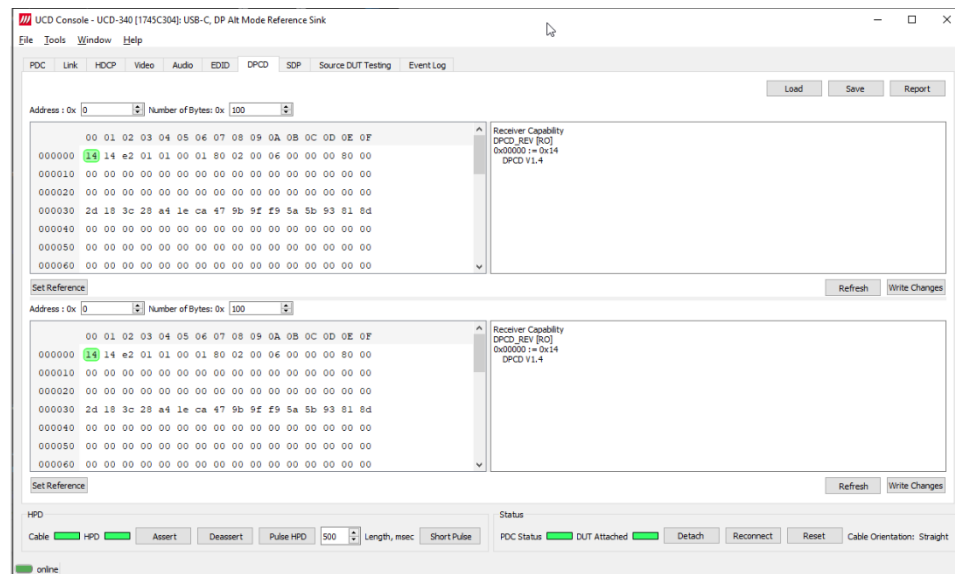 UCD Console - UCD-340 [1745C304]: USB-C, DP Alt Mode Reference Sink
File Tools Window Help
PDC Link HDCP Video Audio EDID DPCD SDP Source DUT Testing Event Log
Load Save Report
Address : 0x 0 Number of Bytes: 0x 100
00 01 02 03 04 05 06 07 08 09 0A 0B 0C 0D 0E 0F
000000 14 14 e2 01 01 00 01 80 02 00 06 00 00 00 80 00
000010 00 00 00 00 00 00 00 00 00 00 00 00 00 00 00 00
000020 00 00 00 00 00 00 00 00 00 00 00 00 00 00 00 00
000030 2d 18 3c 28 a4 1e ca 47 9b 9f f9 5a 5b 93 81 8d
000040 00 00 00 00 00 00 00 00 00 00 00 00 00 00 00 00
000050 00 00 00 00 00 00 00 00 00 00 00 00 00 00 00 00
000060 00 00 00 00 00 00 00 00 00 00 00 00 00 00 00 00
Receiver Capability
DPCD_REV [RO]
0x00000 := 0x14
DPCD V1.4
Set Reference Refresh Write Changes
Address : 0x 0 Number of Bytes: 0x 100
00 01 02 03 04 05 06 07 08 09 0A 0B 0C 0D 0E 0F
000000 14 14 e2 01 01 00 01 80 02 00 06 00 00 00 80 00
000010 00 00 00 00 00 00 00 00 00 00 00 00 00 00 00 00
000020 00 00 00 00 00 00 00 00 00 00 00 00 00 00 00 00
000030 2d 18 3c 28 a4 1e ca 47 9b 9f f9 5a 5b 93 81 8d
000040 00 00 00 00 00 00 00 00 00 00 00 00 00 00 00 00
000050 00 00 00 00 00 00 00 00 00 00 00 00 00 00 00 00
000060 00 00 00 00 00 00 00 00 00 00 00 00 00 00 00 00
Receiver Capability
DPCD_REV [RO]
0x00000 := 0x14
DPCD V1.4
Set Reference Refresh Write Changes
HPD Status
Cable HPD Assert Deassert Pulse HPD 500 Length, msec Short Pulse PDC Status DUT Attached Detach Reconnect Reset Cable Orientation: Straight
online